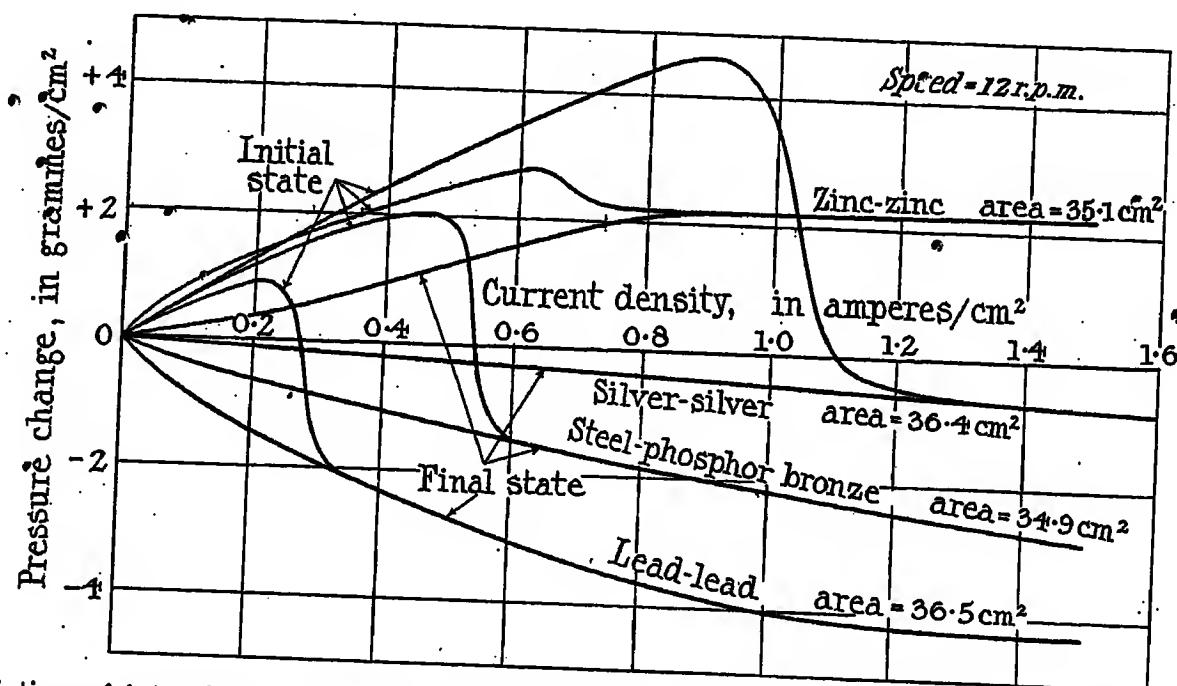 Pressure change, in grammes/cm²
+4
+2
0
-2
-4
Speed=12 r.p.m.
Initial
state
Zinc-zinc area=35·1 cm²
Current density, in amperes/cm²
0·2 0·4 0·6 0·8 1·0 1·2 1·4 1·6
Silver-silver area=36·4 cm²
Steel-phosphor bronze area=34·9 cm²
Final state
Lead-lead area=36·5 cm²